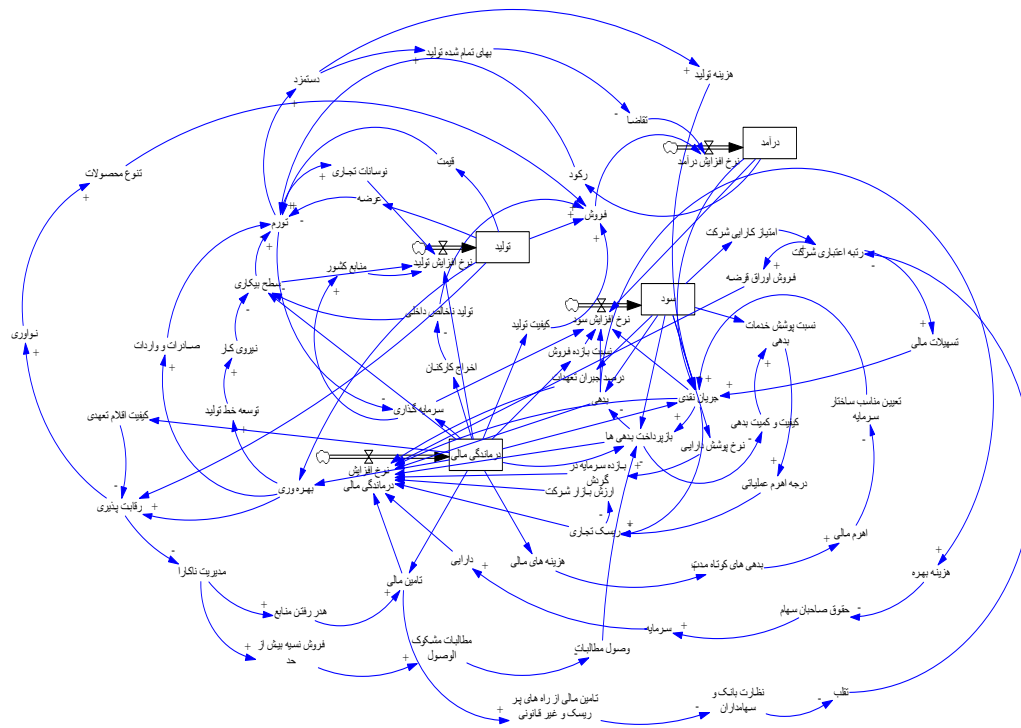 بهای تمام شده تولید
هزینه تولید
دستمزد
تقاضا
درآمد
نرخ افزایش درآمد
قیمت
نوسانات تجاری
رکود
تنوع محصولات
عرضه
فروش
تورم
تولید
نرخ افزایش تولید
امتیاز کارایی شرکت
رتبه اعتباری شرکت
منابع کشور
فروش اوراق قرضه
سطح بیکاری
سود
نرخ افزایش سود
تولید ناخالص داخلی
کیفیت تولید
نسبت پوشش خدمات
بدهی
نوآوری
صادرات و واردات
نیروی کار
نسبت بازده فروش
تسهیلات مالی
اخراج کارکنان
درصد جبران تعهدات
توسعه خط تولید
سرمایه گذاری
بدهی
جریان نقدی
تعیین مناسب ساختار
سرمایه
کیفیت اقلام تعهدی
کیفیت و کمیت بدهی
بازپرداخت بدهی ها
نرخ پوشش دارایی
درماندگی مالی
نرخ افزایش
درماندگی مالی
بازده سرمایه در
گردش
بهره وری
ارزش بازار شرکت
درجه اهرم عملیاتی
رقابت پذیری
ریسک تجاری
اهرم مالی
مدیریت ناکارا
تامین مالی
دارایی
هزینه های مالی
بدهی های کوتاه مدت
هزینه بهره
هدر رفتن منابع
حقوق صاحبان سهام
سرمایه
فروش نسیه بیش از
حد
مطالبات مشکوک
الوصول
وصول مطالبات
تامین مالی از راه های پر
ریسک و غیر قانونی
نظارت بانک و
سهامداران
تقلب